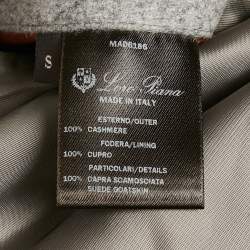 MAD6186
S
Loro Piana
MADE IN ITALY
ESTERNO/OUTER
100% CASHMERE
FODERA/LINING
100% CUPRO
PARTICOLARI/DETAILS
100% CAPRA SCAMOSCIATA
SUEDE GOATSKIN